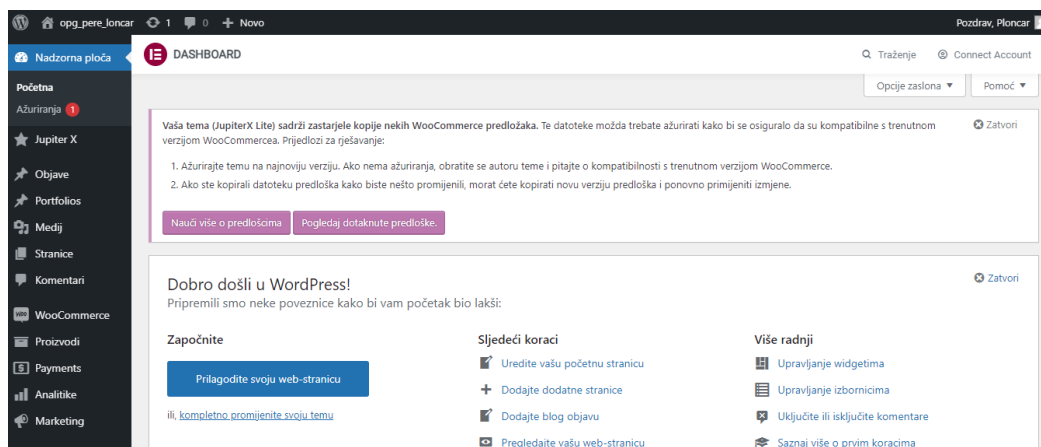 opg_pere_loncar 1 0 + Novo Pozdrav, Ploncar
Nadzorna ploča
DASHBOARD Traženje Connect Account
Početna
Ažuriranja 1
Opcije zaslona ▼ Pomoć ▼
Jupiter X
Objave
Portfolios
Medij
Stranice
Komentari
WooCommerce
Proizvodi
Payments
Analitike
Marketing
Vaša tema (JupiterX Lite) sadrži zastarjele kopije nekih WooCommerce predložaka. Te datoteke možda trebate ažurirati kako bi se osiguralo da su kompatibilne s trenutnom
verzijom WooCommercea. Prijedlozi za rješavanje:
Zatvori
1. Ažurirajte temu na najnoviju verziju. Ako nema ažuriranja, obratite se autoru teme i pitajte o kompatibilnosti s trenutnom verzijom WooCommerce.
2. Ako ste kopirali datoteku predloška kako biste nešto promijenili, morat ćete kopirati novu verziju predloška i ponovno primijeniti izmjene.
Nauči više o predlošcima Pogledaj dotaknute predloške.
Dobro došli u WordPress!
Zatvori
Pripremili smo neke poveznice kako bi vam početak bio lakši:
Započnite
Prilagodite svoju web-stranicu
ili, kompletno promijenite svoju temu
Sljedeći koraci
Uredite vašu početnu stranicu
Dodajte dodatne stranice
Dodajte blog objavu
Pregledajte vašu web-stranicu
Više radnji
Upravljanje widgetima
Upravljanje izbornicima
Uključite ili isključite komentare
Saznaj više o prvim koracima